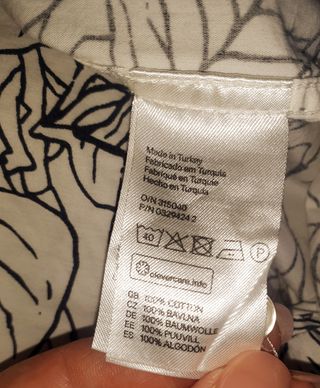 Made in Turkey
Fabricado em Turquia
Fabriqué en Turquie
Hecho en Turquía
O/N 315040
P/N 0329424 2
40 P
clevercare.info
GB 100% COTTON
CZ 100% BAVLNA
DE 100% BAUMWOLLE
EE 100% PUUVILL
ES 100% ALGODÓN